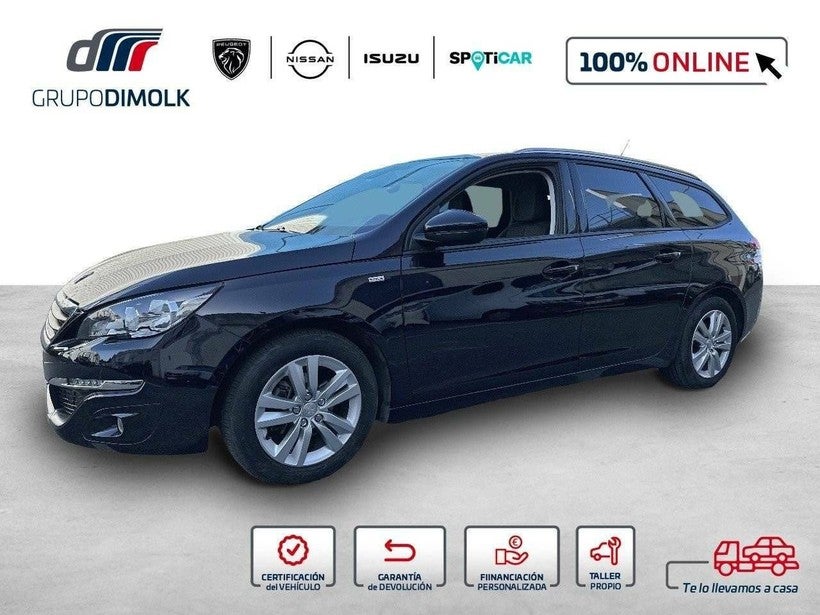 PEUGEOT
NISSAN
ISUZU
SPOTiCAR
100% ONLINE
GRUPODIMOLK
CERTIFICACIÓN
del VEHÍCULO
GARANTÍA
de DEVOLUCIÓN
FIINANCIACIÓN
PERSONALIZADA
TALLER
PROPIO
Te lo llevamos a casa